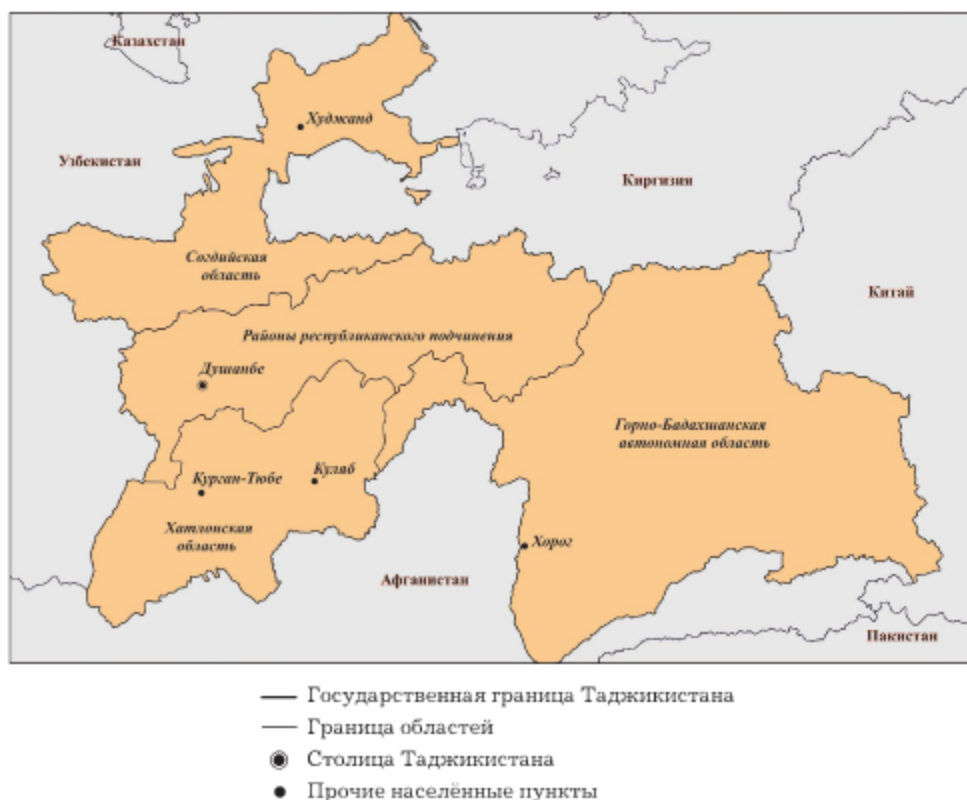 Казахстан
Худжанд
Узбекистан
Киргизия
Согдийская
область
Китай
Районы республиканского подчинения
Душанбе
Горно-Бадахшанская
автономная область
Курган-Тюбе
Куляб
Хатлонская
область
Хорог
Афганистан
Пакистан
Государственная граница Таджикистана
Граница областей
Столица Таджикистана
Прочие населённые пункты